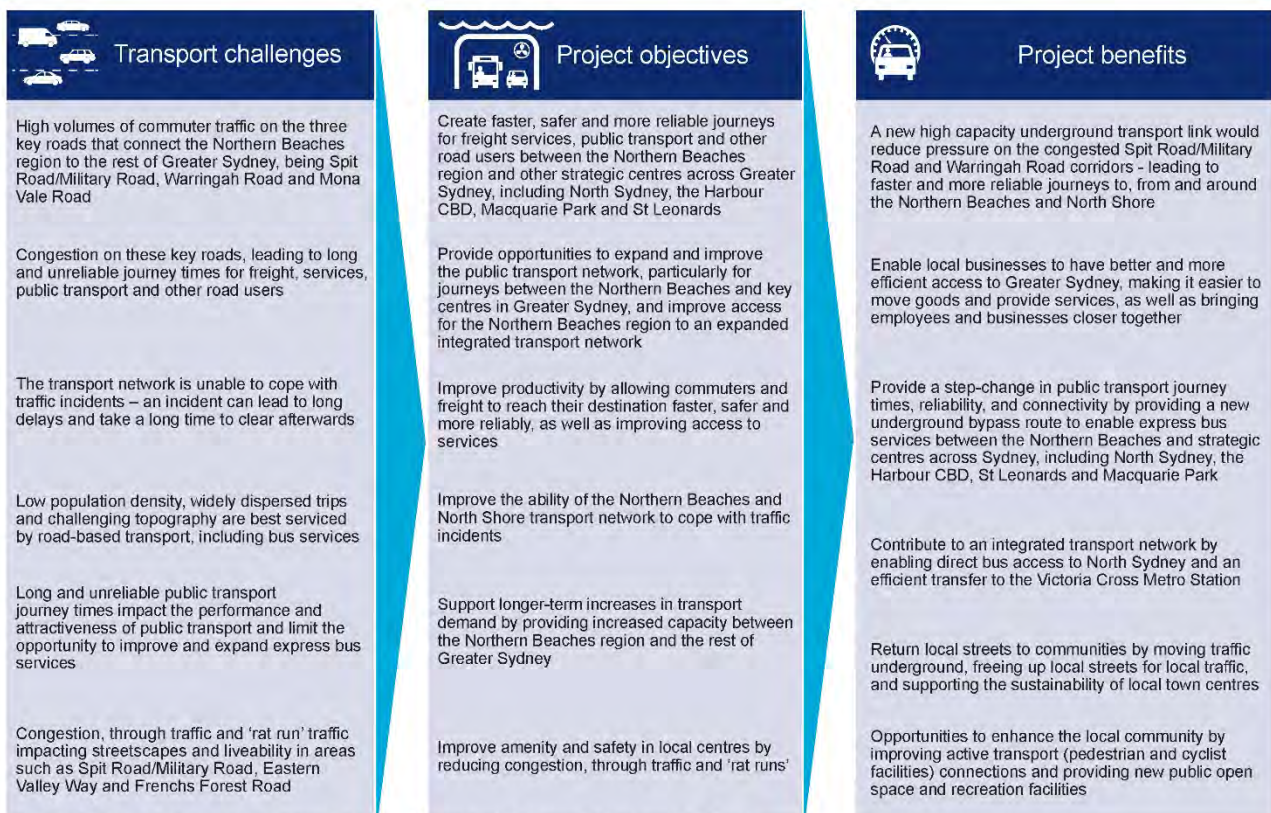 Transport challenges
High volumes of commuter traffic on the three
key roads that connect the Northern Beaches
region to the rest of Greater Sydney, being Spit
Road/Military Road, Warringah Road and Mona
Vale Road
Congestion on these key roads, leading to long
and unreliable journey times for freight, services,
public transport and other road users
The transport network is unable to cope with
traffic incidents – an incident can lead to long
delays and take a long time to clear afterwards
Low population density, widely dispersed trips
and challenging topography are best serviced
by road-based transport, including bus services
Long and unreliable public transport
journey times impact the performance and
attractiveness of public transport and limit the
opportunity to improve and expand express bus
services
Congestion, through traffic and ‘rat run’ traffic
impacting streetscapes and liveability in areas
such as Spit Road/Military Road, Eastern
Valley Way and Frenchs Forest Road
Project objectives
Create faster, safer and more reliable journeys
for freight services, public transport and other
road users between the Northern Beaches
region and other strategic centres across Greater
Sydney, including North Sydney, the Harbour
CBD, Macquarie Park and St Leonards
Provide opportunities to expand and improve
the public transport network, particularly for
journeys between the Northern Beaches and key
centres in Greater Sydney, and improve access
for the Northern Beaches region to an expanded
integrated transport network
Improve productivity by allowing commuters and
freight to reach their destination faster, safer and
more reliably, as well as improving access to
services
Improve the ability of the Northern Beaches and
North Shore transport network to cope with traffic
incidents
Support longer-term increases in transport
demand by providing increased capacity between
the Northern Beaches region and the rest of
Greater Sydney
Improve amenity and safety in local centres by
reducing congestion, through traffic and ‘rat runs’
Project benefits
A new high capacity underground transport link would
reduce pressure on the congested Spit Road/Military
Road and Warringah Road corridors - leading to
faster and more reliable journeys to, from and around
the Northern Beaches and North Shore
Enable local businesses to have better and more
efficient access to Greater Sydney, making it easier to
move goods and provide services, as well as bringing
employees and businesses closer together
Provide a step-change in public transport journey
times, reliability, and connectivity by providing a new
underground bypass route to enable express bus
services between the Northern Beaches and strategic
centres across Sydney, including North Sydney, the
Harbour CBD, St Leonards and Macquarie Park
Contribute to an integrated transport network by
enabling direct bus access to North Sydney and an
efficient transfer to the Victoria Cross Metro Station
Return local streets to communities by moving traffic
underground, freeing up local streets for local traffic,
and supporting the sustainability of local town centres
Opportunities to enhance the local community by
improving active transport (pedestrian and cyclist
facilities) connections and providing new public open
space and recreation facilities